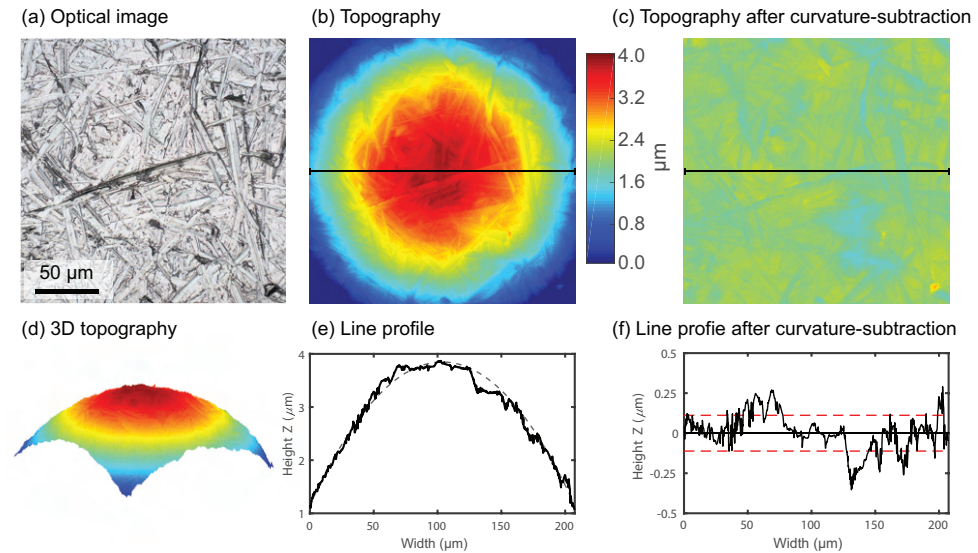 (a) Optical image
(b) Topography
(c) Topography after curvature-subtraction
50 µm
4.0
3.2
2.4
1.6
0.8
0.0
µm
(d) 3D topography
(e) Line profile
(f) Line profie after curvature-subtraction
4
3
2
1
Height Z (µm)
0
50
100
150
200
Width (µm)
0.5
0.25
0
-0.25
-0.5
Height Z (µm)
0
50
100
150
200
Width (µm)